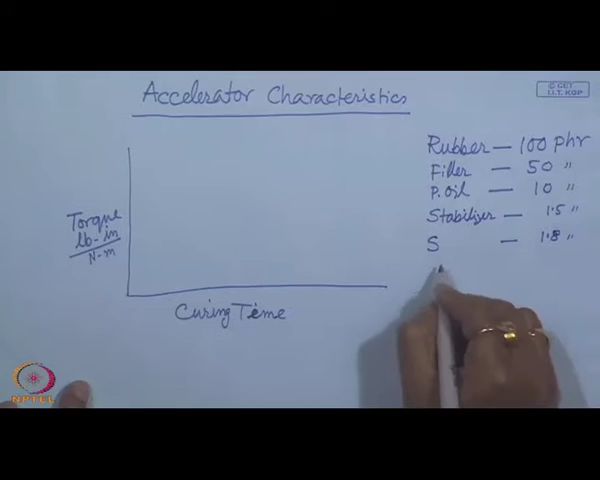 Accelerator Characteristics
© CET
I.I.T. KGP
Rubber — 100 phr
Filler — 50 "
P. Oil — 10 "
Stabilizer — 1.5 "
S — 1.8 "
Torque
lb-in
N-m
Curing Time
NPTEL